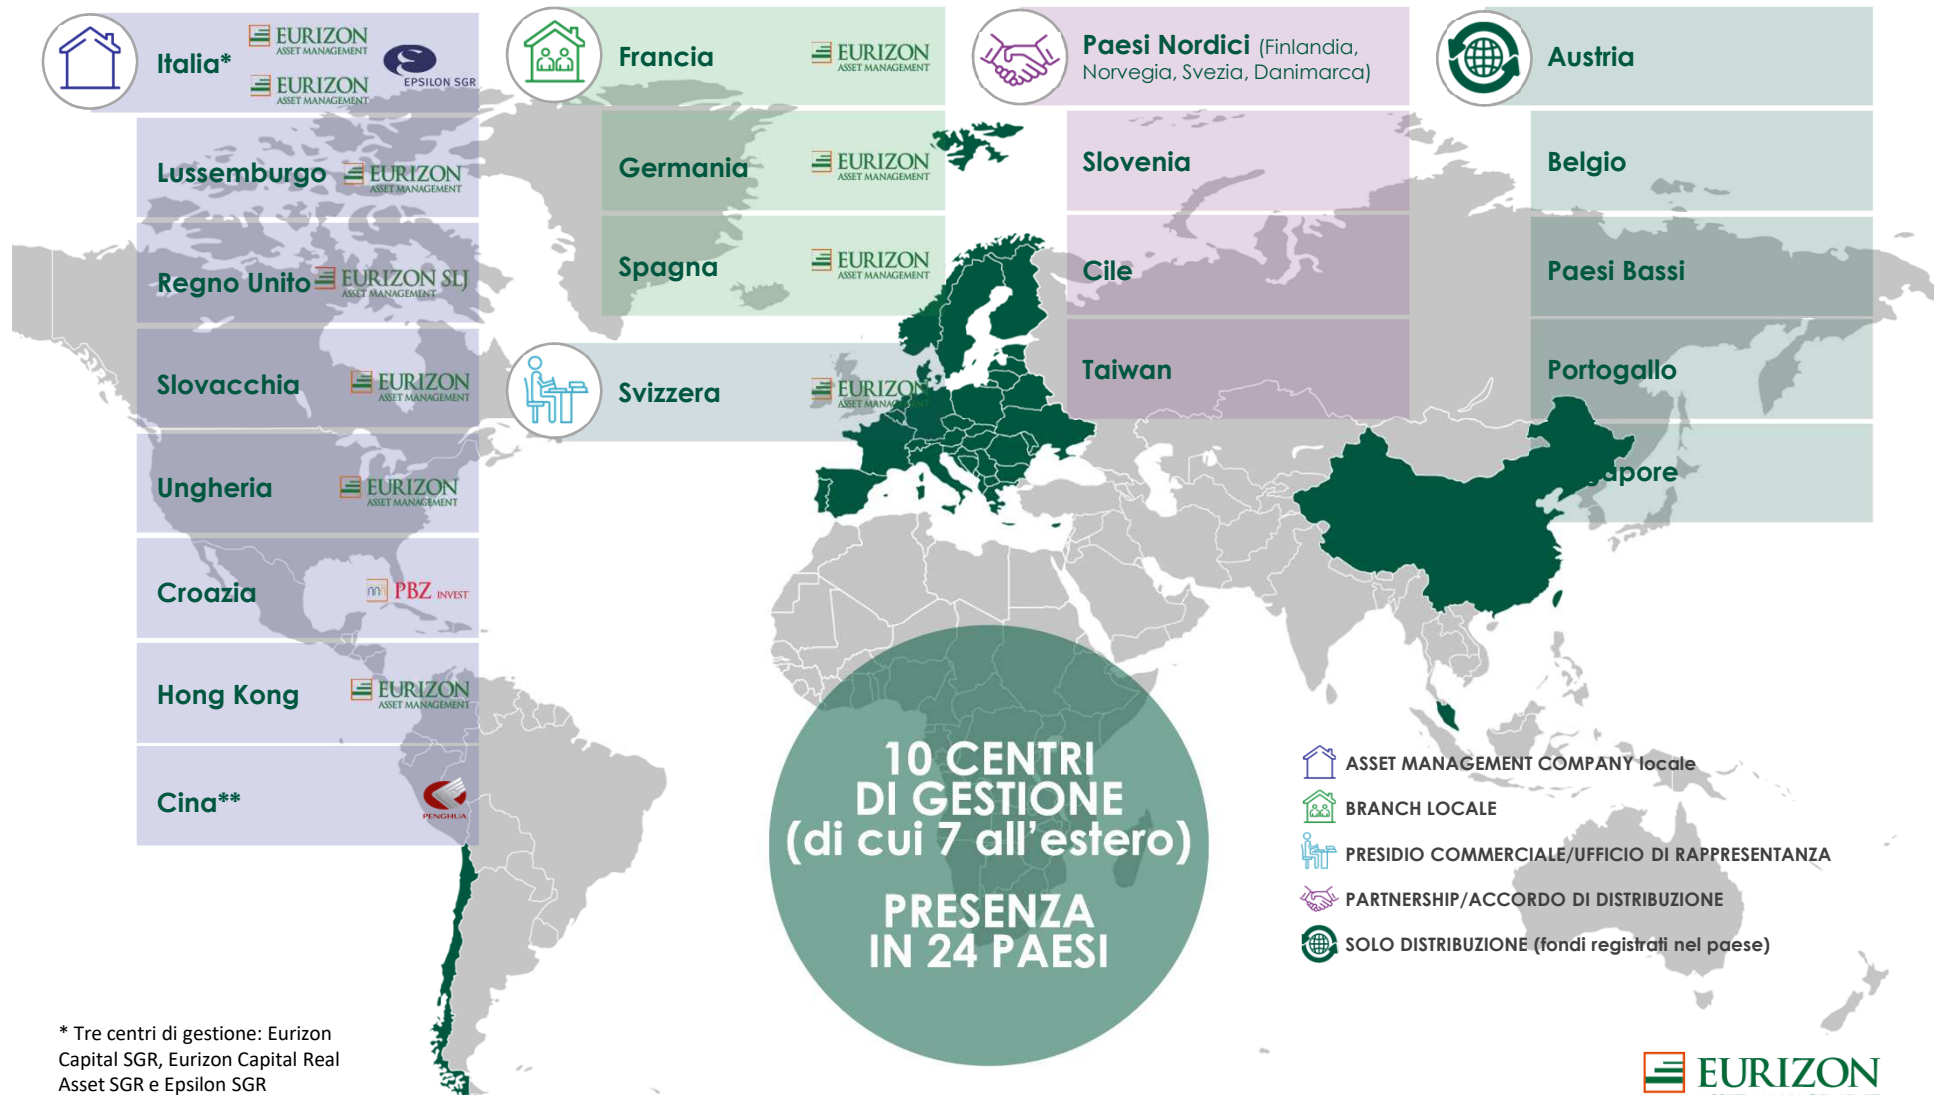 Italia*
EURIZON
ASSET MANAGEMENT
EURIZON
ASSET MANAGEMENT
EPSILON SGR
Lussemburgo
EURIZON
ASSET MANAGEMENT
Regno Unito
EURIZON SLJ
ASSET MANAGEMENT
Slovacchia
EURIZON
ASSET MANAGEMENT
Ungheria
EURIZON
ASSET MANAGEMENT
Croazia
PBZ INVEST
Hong Kong
EURIZON
ASSET MANAGEMENT
Cina**
PENGHUA
Francia
EURIZON
ASSET MANAGEMENT
Germania
EURIZON
ASSET MANAGEMENT
Spagna
EURIZON
ASSET MANAGEMENT
Svizzera
EURIZON
ASSET MANAGEMENT
Paesi Nordici (Finlandia,
Norvegia, Svezia, Danimarca)
Slovenia
Cile
Taiwan
Austria
Belgio
Paesi Bassi
Portogallo
apore
10 CENTRI
DI GESTIONE
(di cui 7 all'estero)
PRESENZA
IN 24 PAESI
ASSET MANAGEMENT COMPANY locale
BRANCH LOCALE
PRESIDIO COMMERCIALE/UFFICIO DI RAPPRESENTANZA
PARTNERSHIP/ACCORDO DI DISTRIBUZIONE
SOLO DISTRIBUZIONE (fondi registrati nel paese)
* Tre centri di gestione: Eurizon
Capital SGR, Eurizon Capital Real
Asset SGR e Epsilon SGR
EURIZON